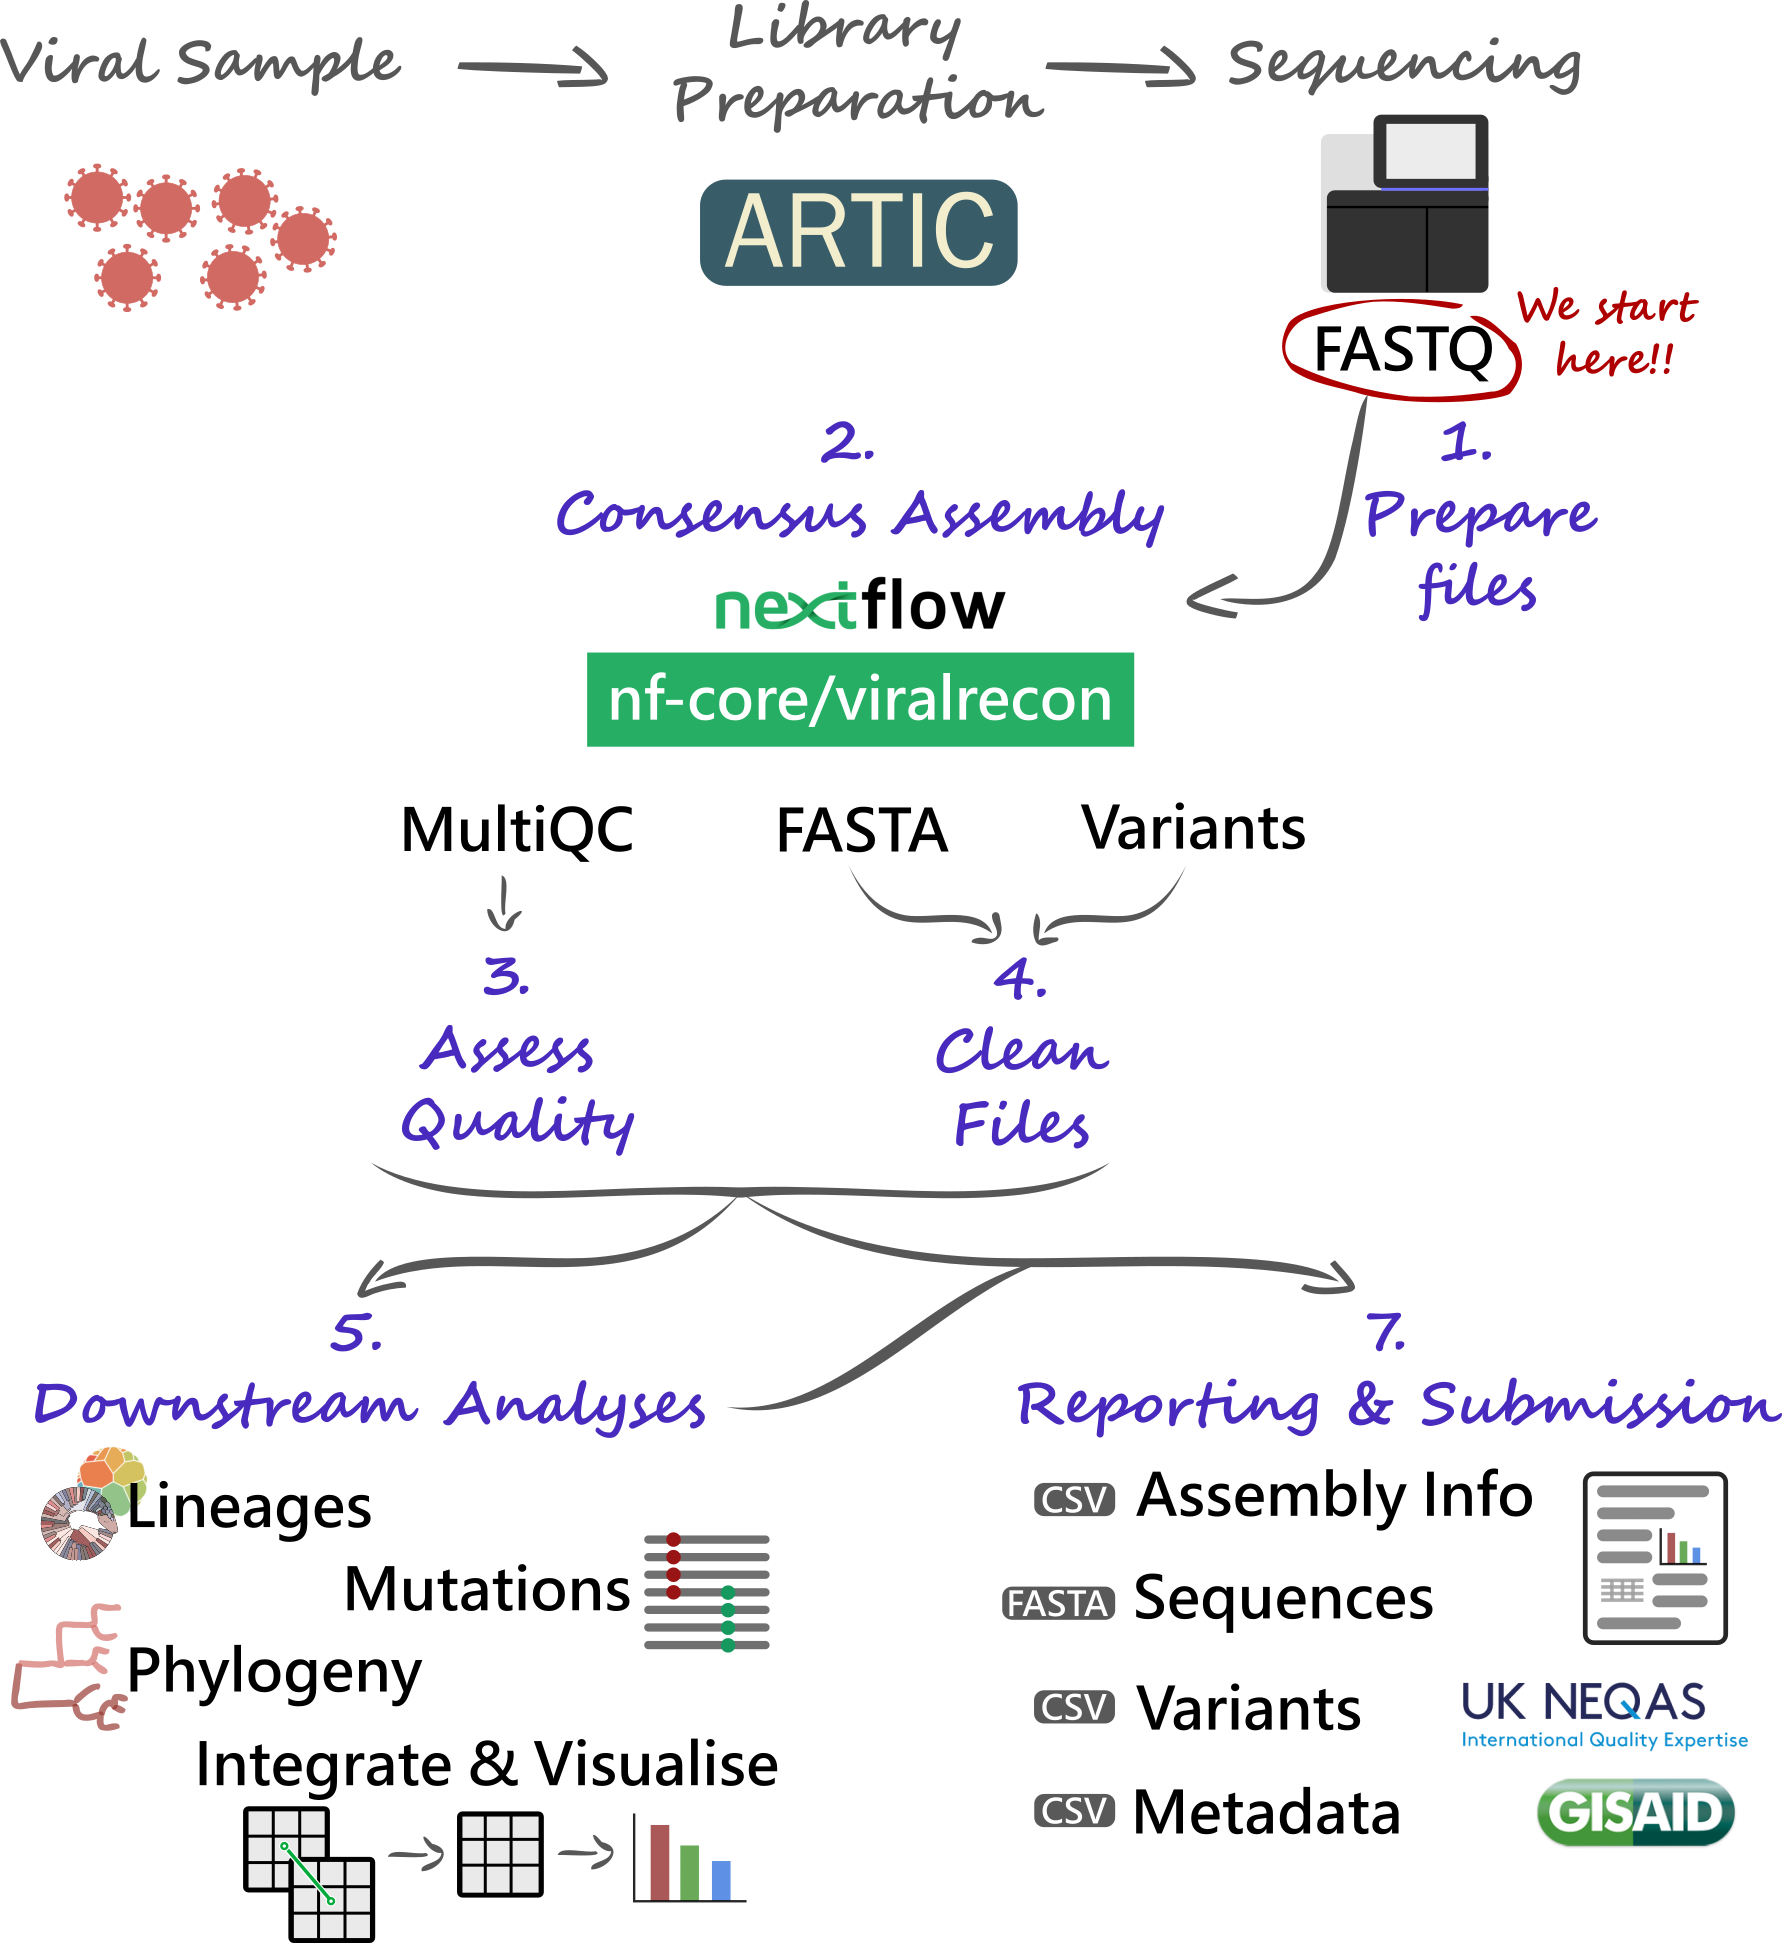 Viral Sample
Library
Preparation
Sequencing
ARTIC
FASTQ
We start
here!!
1.
Prepare
files
2.
Consensus Assembly
nextflow
nf-core/viralrecon
MultiQC
FASTA
Variants
3.
Assess
Quality
4.
Clean
Files
5.
Downstream Analyses
Lineages
Mutations
Phylogeny
Integrate & Visualise
7.
Reporting & Submission
CSV Assembly Info
FASTA Sequences
CSV Variants
CSV Metadata
UK NEQAS
International Quality Expertise
GISAID